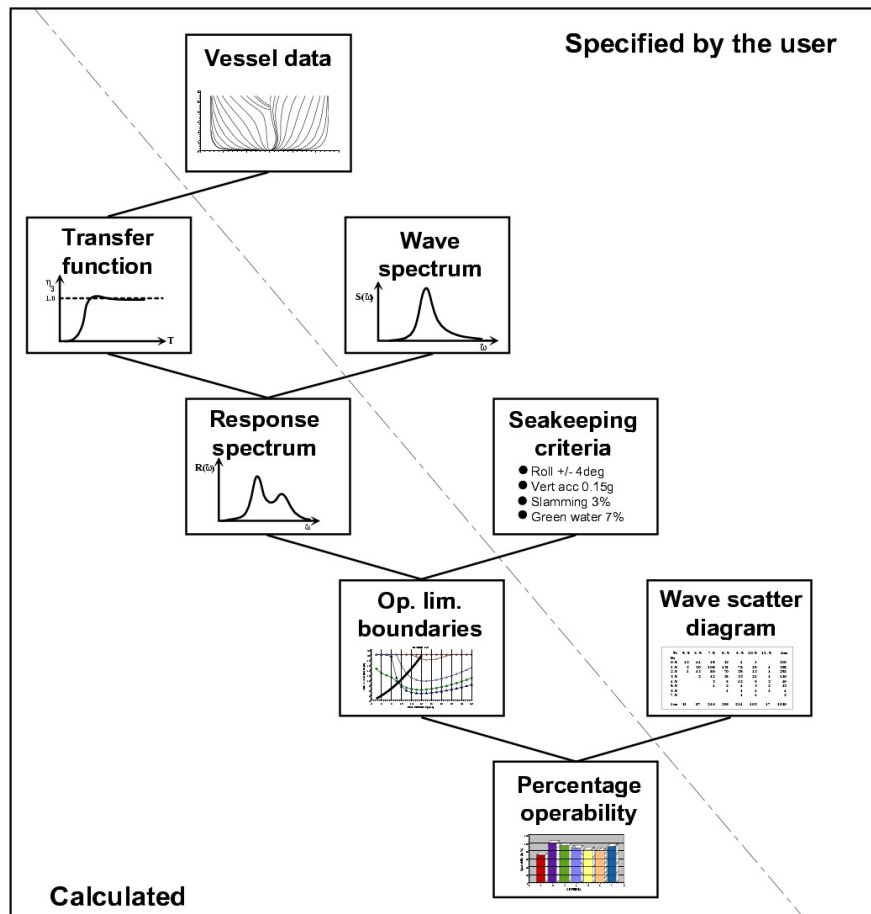 Specified by the user
Vessel data
Transfer
function
η3
1.0
T
Wave
spectrum
S(ω)
ω
Response
spectrum
R(ω)
ω
Seakeeping
criteria
Roll +/- 4deg
Vert acc 0.15g
Slamming 3%
Green water 7%
Op. lim.
boundaries
Wave scatter
diagram
Percentage
operability
Calculated